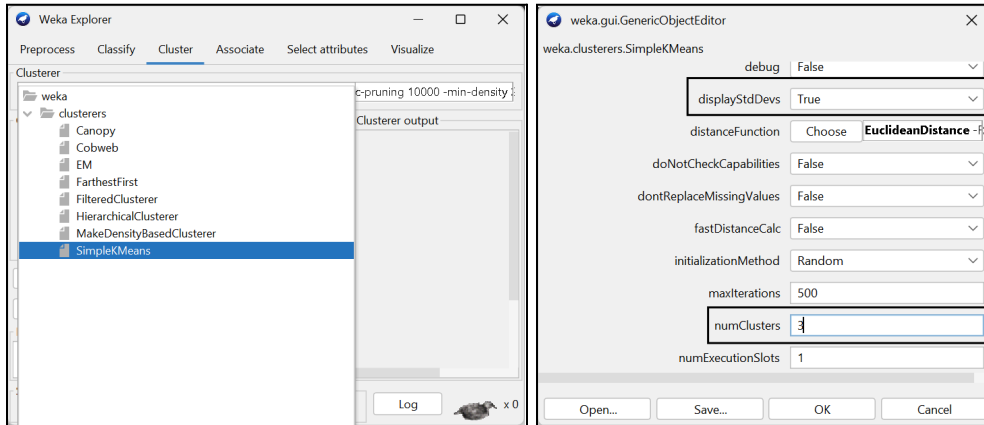 Weka Explorer
Preprocess Classify Cluster Associate Select attributes Visualize
Clusterer
weka
c-pruning 10000 -min-density
clusterers
Clusterer output
Canopy
Cobweb
EM
FarthestFirst
FilteredClusterer
HierarchicalClusterer
MakeDensityBasedClusterer
SimpleKMeans
Log
x 0
weka.gui.GenericObjectEditor
weka.clusterers.SimpleKMeans
debug False
displayStdDevs True
distanceFunction Choose EuclideanDistance -R
doNotCheckCapabilities False
dontReplaceMissingValues False
fastDistanceCalc False
initializationMethod Random
maxIterations 500
numClusters 3
numExecutionSlots 1
Open... Save... OK Cancel